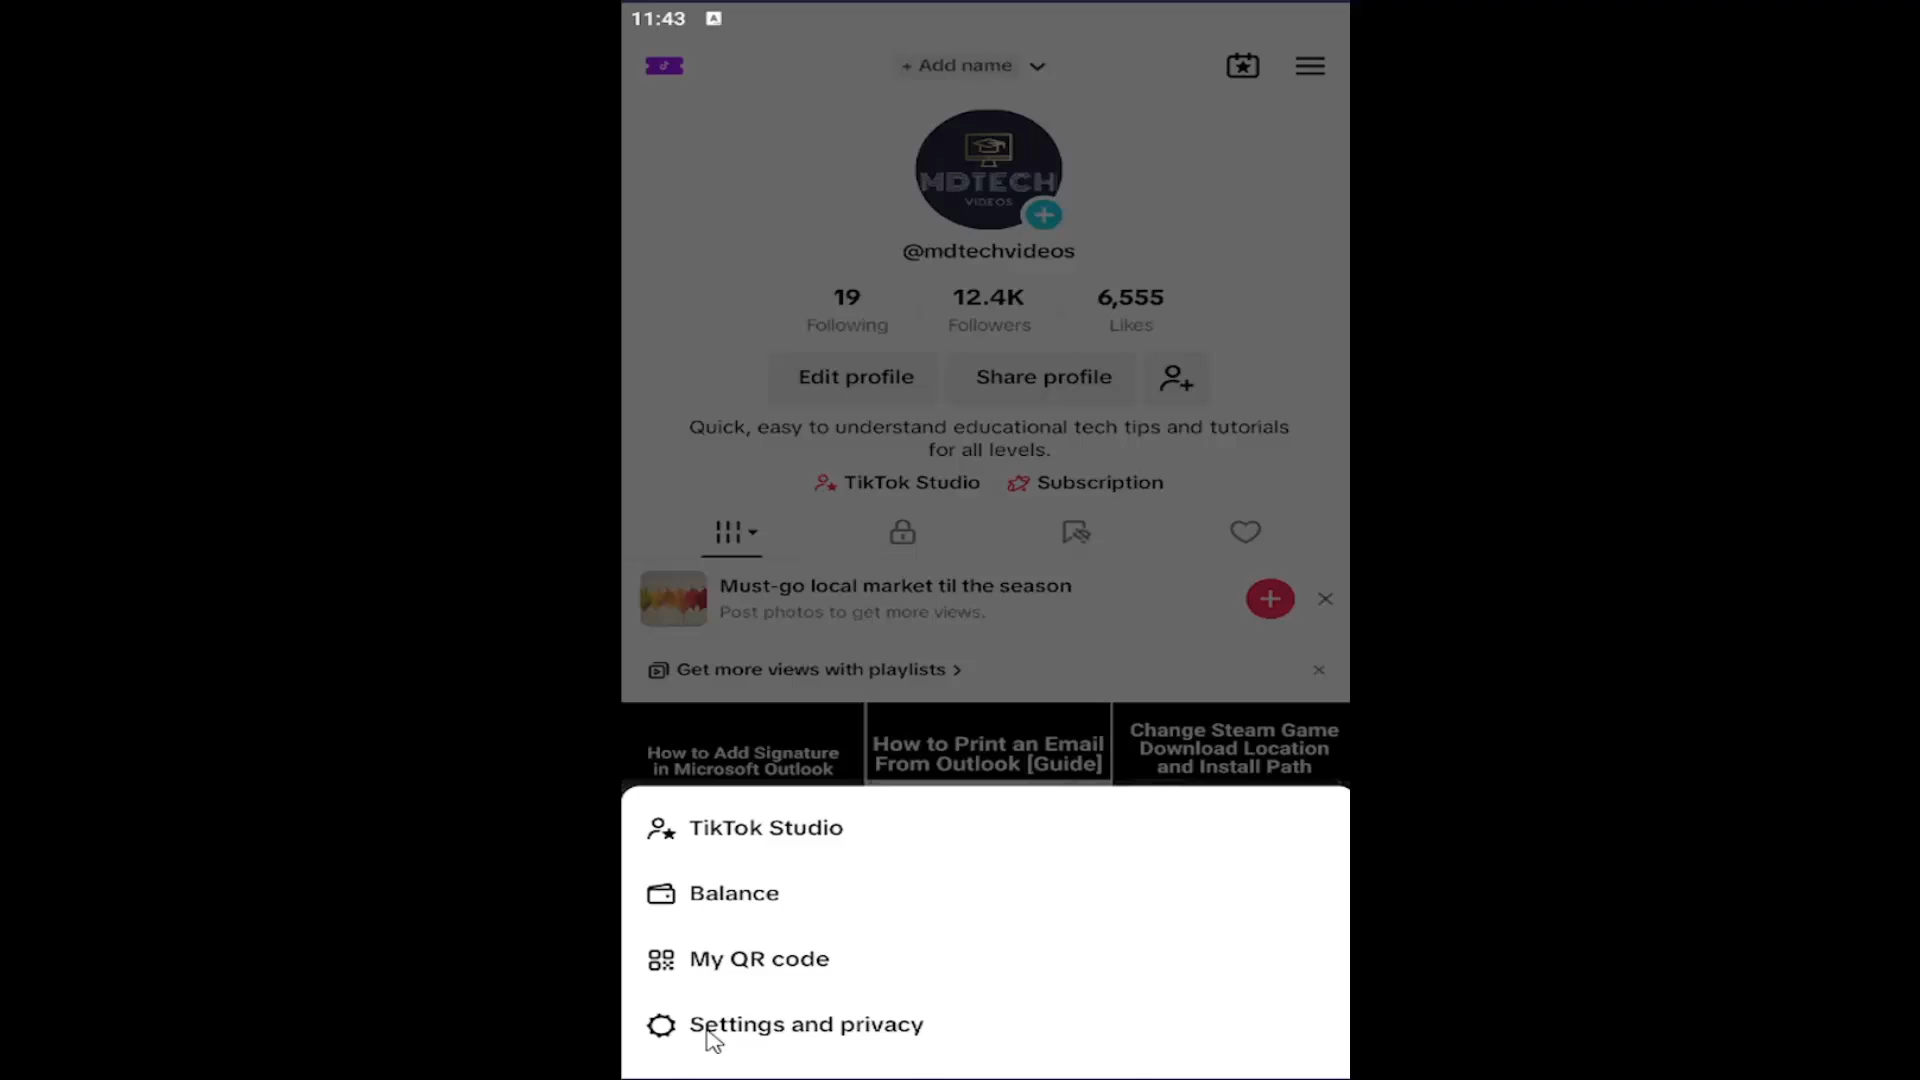 11:43
+ Add name
MDTECH
VIDEOS
@mdtechvideos
19 12.4K 6,555
Following Followers Likes
Edit profile Share profile
Quick, easy to understand educational tech tips and tutorials
for all levels.
TikTok Studio Subscription
Must-go local market til the season
Post photos to get more views.
Get more views with playlists >
How to Add Signature
in Microsoft Outlook
How to Print an Email
From Outlook [Guide]
Change Steam Game
Download Location
and Install Path
TikTok Studio
Balance
My QR code
Settings and privacy